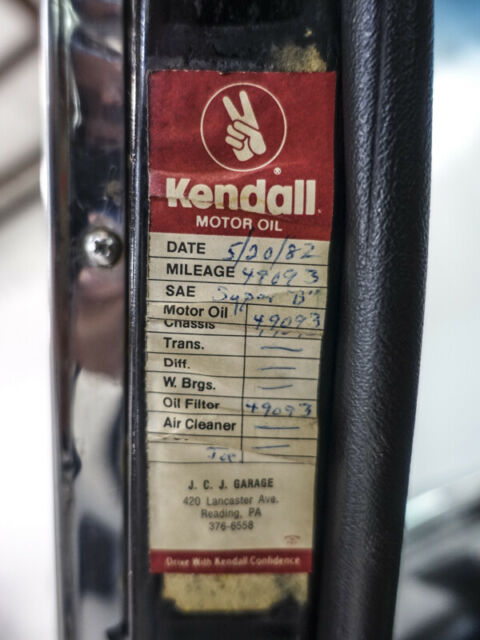 Kendall®
MOTOR OIL
DATE 5/20/82
MILEAGE 49093
SAE Super "B"
Motor Oil 49093
Chassis
Trans. —
Diff. —
W. Brgs. —
Oil Filter 49093
Air Cleaner —
—
Joe
J. C. J. GARAGE
420 Lancaster Ave.
Reading, PA
376-6558
Drive With Kendall Confidence